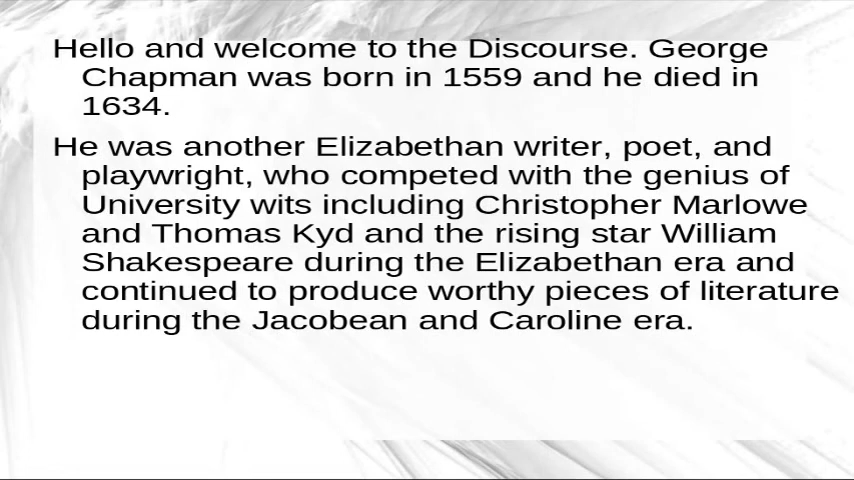 Hello and welcome to the Discourse. George
Chapman was born in 1559 and he died in
1634.
He was another Elizabethan writer, poet, and
playwright, who competed with the genius of
University wits including Christopher Marlowe
and Thomas Kyd and the rising star William
Shakespeare during the Elizabethan era and
continued to produce worthy pieces of literature
during the Jacobean and Caroline era.